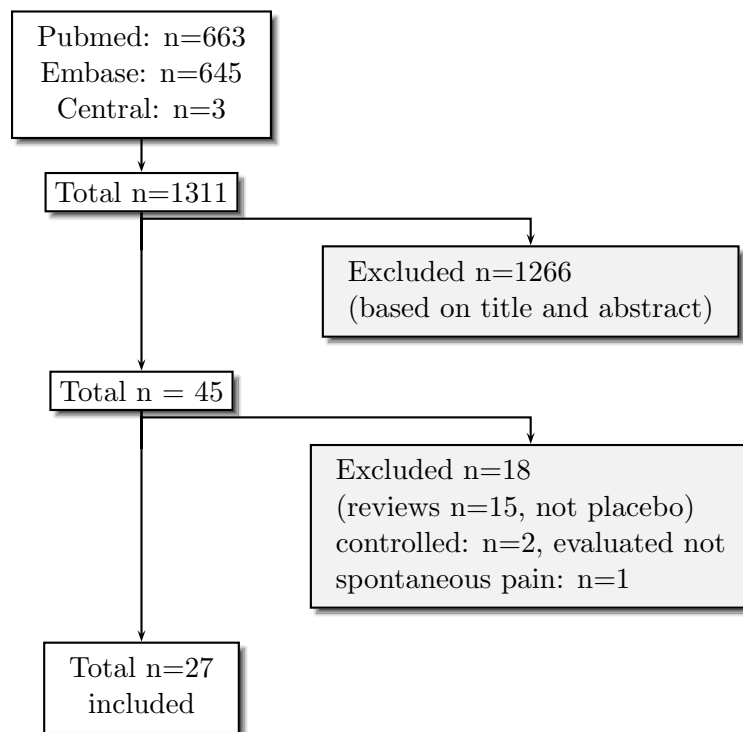 Pubmed: n=663
Embase: n=645
Central: n=3
Total n=1311
Excluded n=1266
(based on title and abstract)
Total n = 45
Excluded n=18
(reviews n=15, not placebo)
controlled: n=2, evaluated not
spontaneous pain: n=1
Total n=27
included